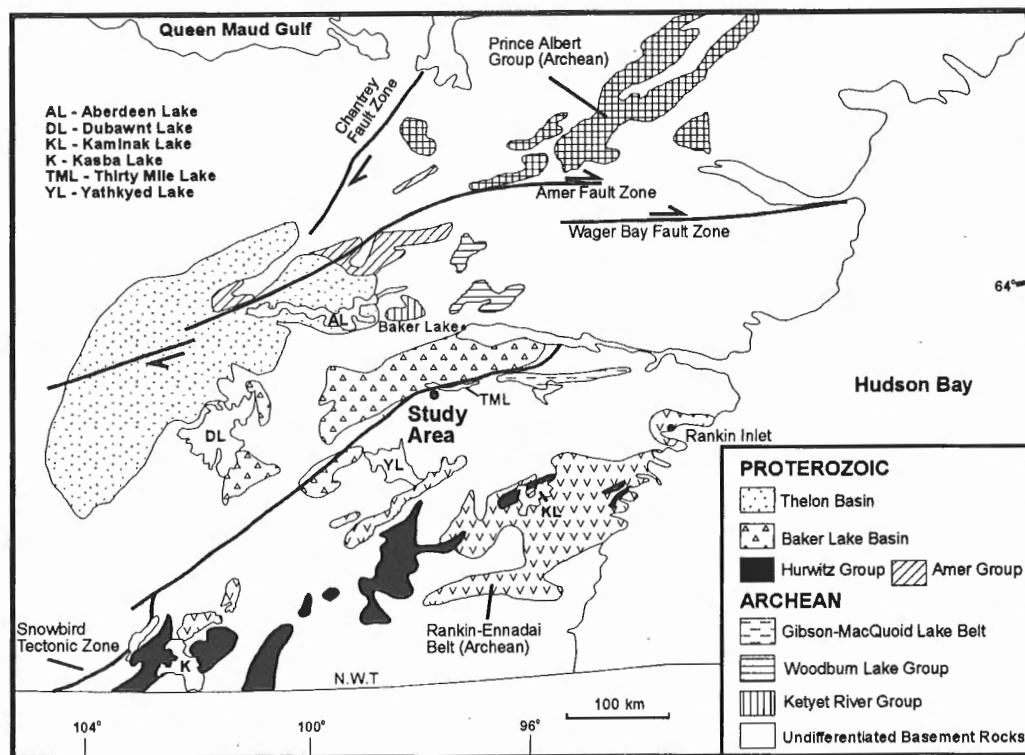 Queen Maud Gulf
Prince Albert
Group (Archean)
Chantrey
Fault Zone
AL - Aberdeen Lake
DL - Dubawnt Lake
KL - Kaminak Lake
K - Kasba Lake
TML - Thirty Mile Lake
YL - Yathkyed Lake
Amer Fault Zone
Wager Bay Fault Zone
64°
AL
Baker Lake
Hudson Bay
TML
Study
Area
DL
YL
Rankin Inlet
KL
K
Snowbird
Tectonic Zone
Rankin-Ennadai
Belt (Archean)
N.W.T
100 km
104°
100°
96°
PROTEROZOIC
Thelon Basin
Baker Lake Basin
Hurwitz Group
Amer Group
ARCHEAN
Gibson-MacQuoid Lake Belt
Woodburn Lake Group
Ketyet River Group
Undifferentiated Basement Rocks